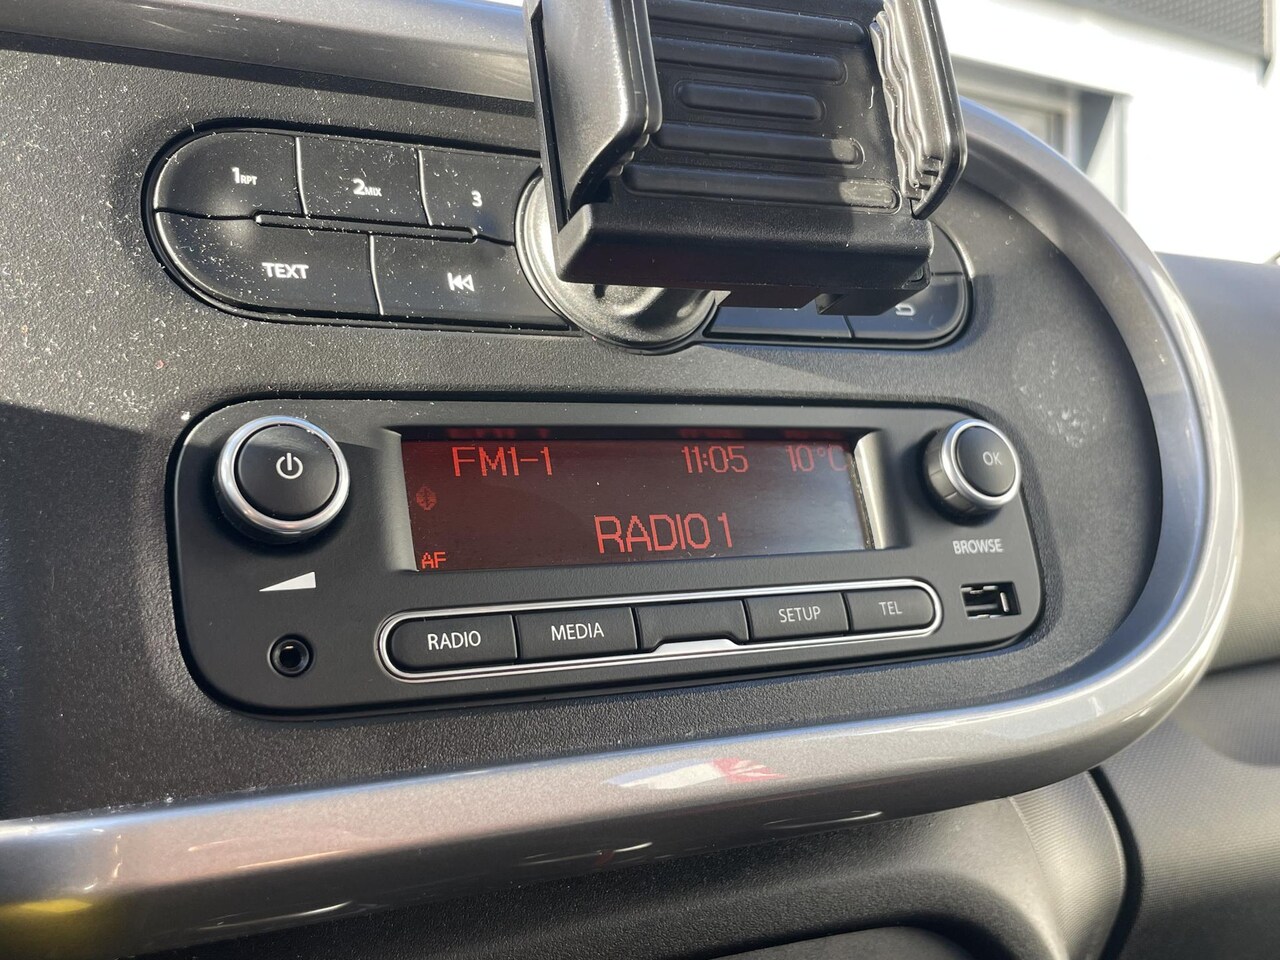 1RPT 2MIX 3
TEXT
FM1-1 11:05 10°C
RADIO 1
AF
OK
BROWSE
RADIO MEDIA SETUP TEL